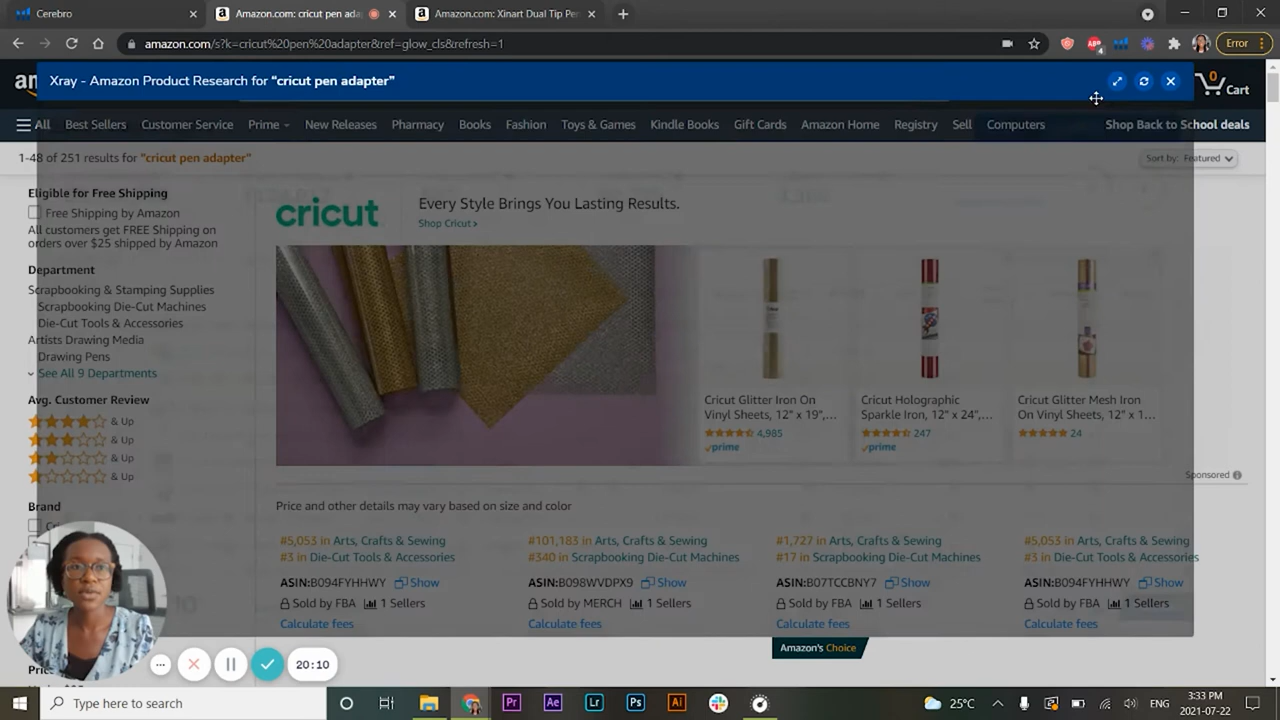 Cerebro
Amazon.com: cricut pen ada
Amazon.com: Xinart Dual Tip Pe
amazon.com/s?k=cricut%20pen%20adapter&ref=glow_cls&refresh=1
4
Error
Xray - Amazon Product Research for "cricut pen adapter"
am
0
Cart
All
Best Sellers
Customer Service
Prime
New Releases
Pharmacy
Books
Fashion
Toys & Games
Kindle Books
Gift Cards
Amazon Home
Registry
Sell
Computers
Shop Back to School deals
1-48 of 251 results for "cricut pen adapter"
Sort by: Featured
Eligible for Free Shipping
Free Shipping by Amazon
All customers get FREE Shipping on
orders over $25 shipped by Amazon
Department
Scrapbooking & Stamping Supplies
Scrapbooking Die-Cut Machines
Die-Cut Tools & Accessories
Artists Drawing Media
Drawing Pens
See All 9 Departments
Avg. Customer Review
& Up
& Up
& Up
& Up
Brand
cricut
Every Style Brings You Lasting Results.
Shop Cricut >
Cricut Glitter Iron On
Vinyl Sheets, 12" x 19",...
4,985
prime
Cricut Holographic
Sparkle Iron, 12" x 24",...
247
prime
Cricut Glitter Mesh Iron
On Vinyl Sheets, 12" x 1...
24
Sponsored
Price and other details may vary based on size and color
#5,053 in Arts, Crafts & Sewing
#3 in Die-Cut Tools & Accessories
ASIN:B094FYHHWY Show
Sold by FBA 1 Sellers
Calculate fees
#101,183 in Arts, Crafts & Sewing
#340 in Scrapbooking Die-Cut Machines
ASIN:B098WVDPX9 Show
Sold by MERCH 1 Sellers
Calculate fees
#1,727 in Arts, Crafts & Sewing
#17 in Scrapbooking Die-Cut Machines
ASIN:B07TCCBNY7 Show
Sold by FBA 1 Sellers
Calculate fees
#5,053 in Arts, Crafts & Sewing
#3 in Die-Cut Tools & Accessories
ASIN:B094FYHHWY Show
Sold by FBA 1 Sellers
Calculate fees
Amazon's Choice
20:10
Type here to search
Pr
Ae
Lr
Ps
Ai
25°C
ENG
3:33 PM
2021-07-22